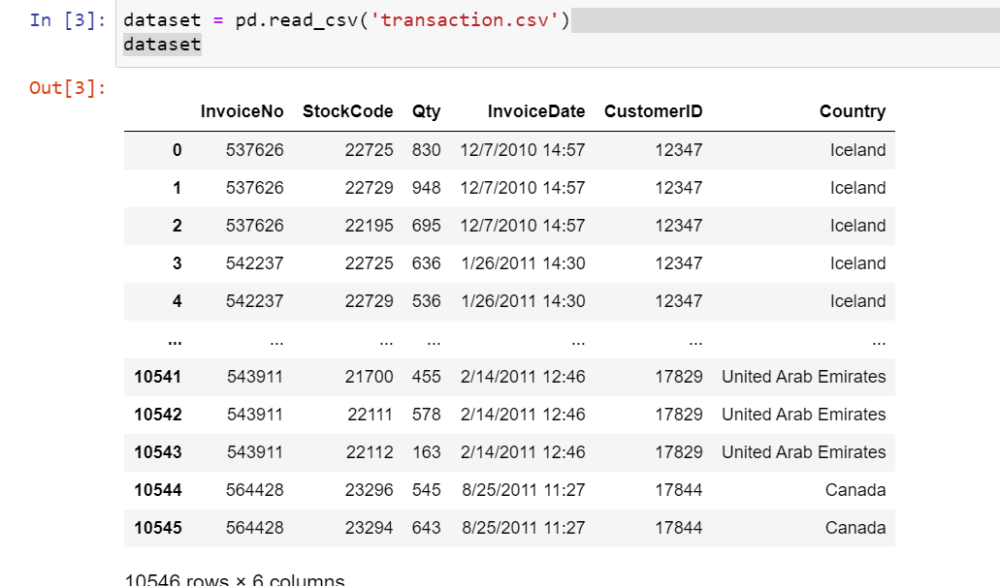 In [3]: dataset = pd.read_csv('transaction.csv')
dataset
Out[3]:
InvoiceNo StockCode Qty InvoiceDate CustomerID Country
0 537626 22725 830 12/7/2010 14:57 12347 Iceland
1 537626 22729 948 12/7/2010 14:57 12347 Iceland
2 537626 22195 695 12/7/2010 14:57 12347 Iceland
3 542237 22725 636 1/26/2011 14:30 12347 Iceland
4 542237 22729 536 1/26/2011 14:30 12347 Iceland
... ... ... ... ... ... ...
10541 543911 21700 455 2/14/2011 12:46 17829 United Arab Emirates
10542 543911 22111 578 2/14/2011 12:46 17829 United Arab Emirates
10543 543911 22112 163 2/14/2011 12:46 17829 United Arab Emirates
10544 564428 23296 545 8/25/2011 11:27 17844 Canada
10545 564428 23294 643 8/25/2011 11:27 17844 Canada
10546 rows × 6 columns